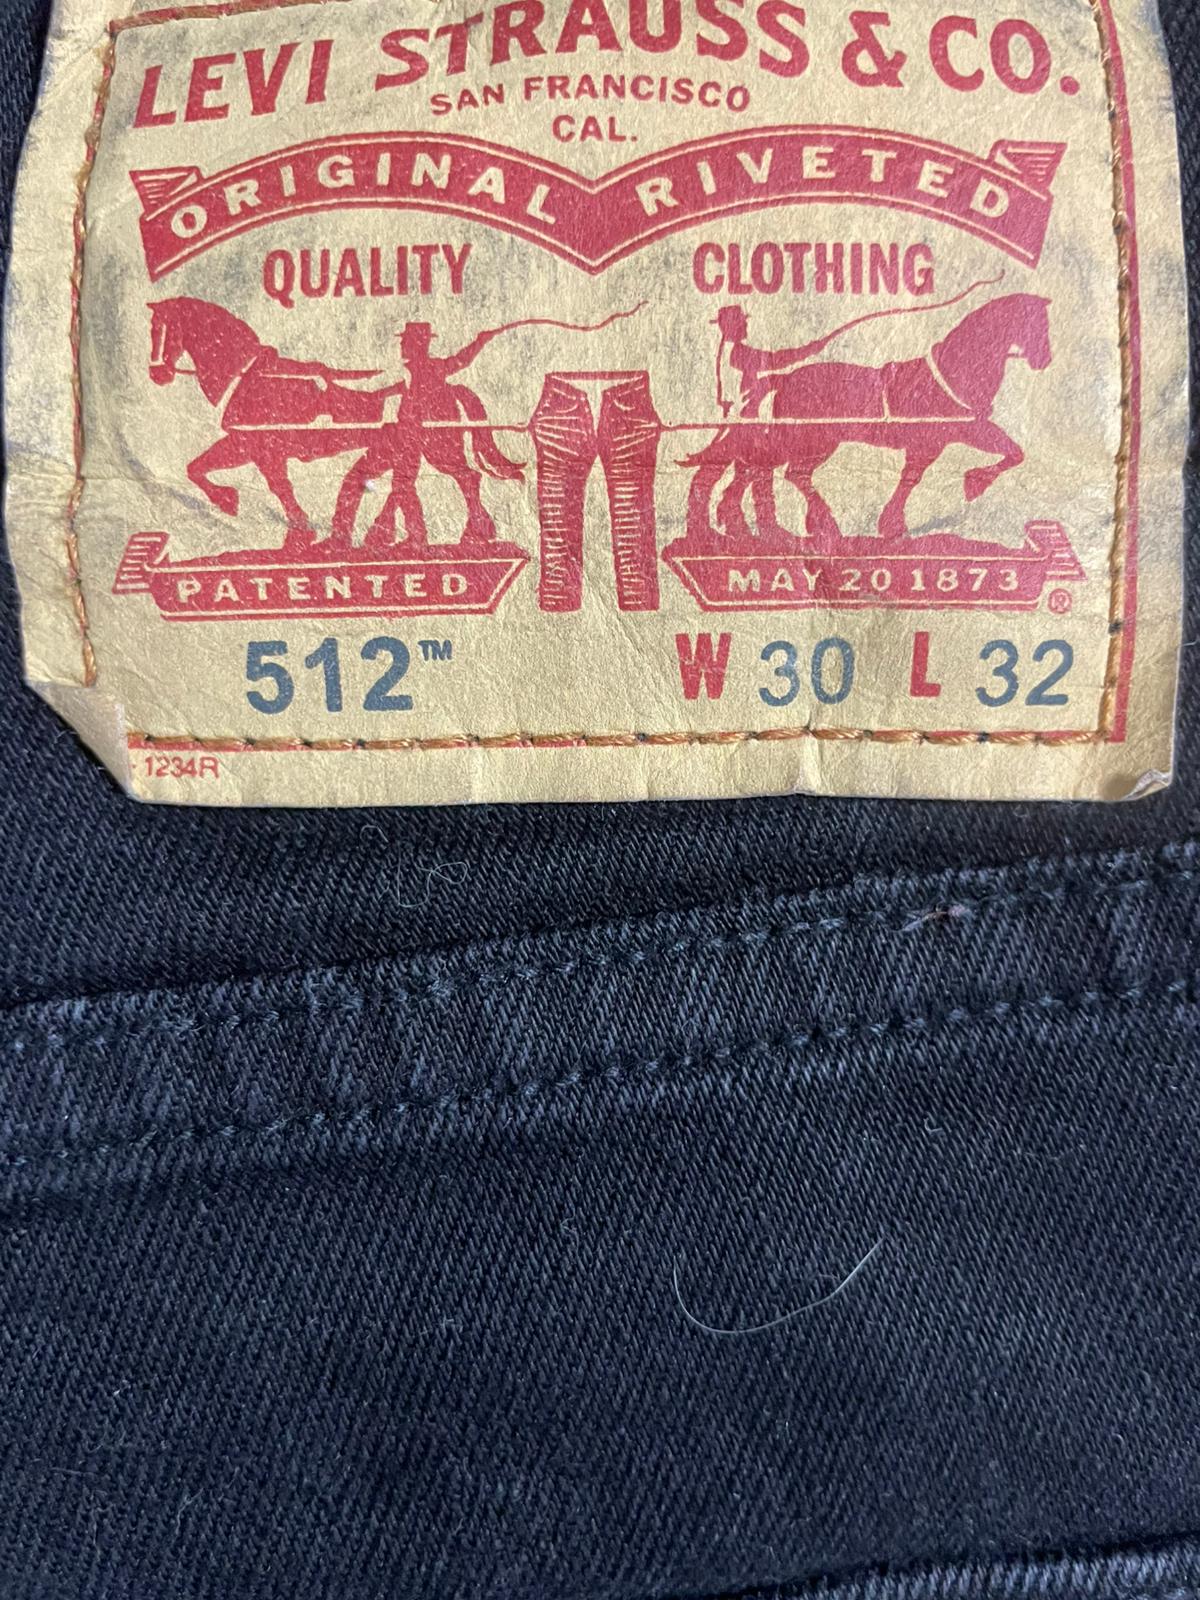 LEVI STRAUSS & CO.
SAN FRANCISCO
CAL.
ORIGINAL RIVETED
QUALITY CLOTHING
PATENTED MAY 20 1873 ®
512™ W 30 L 32
1234R